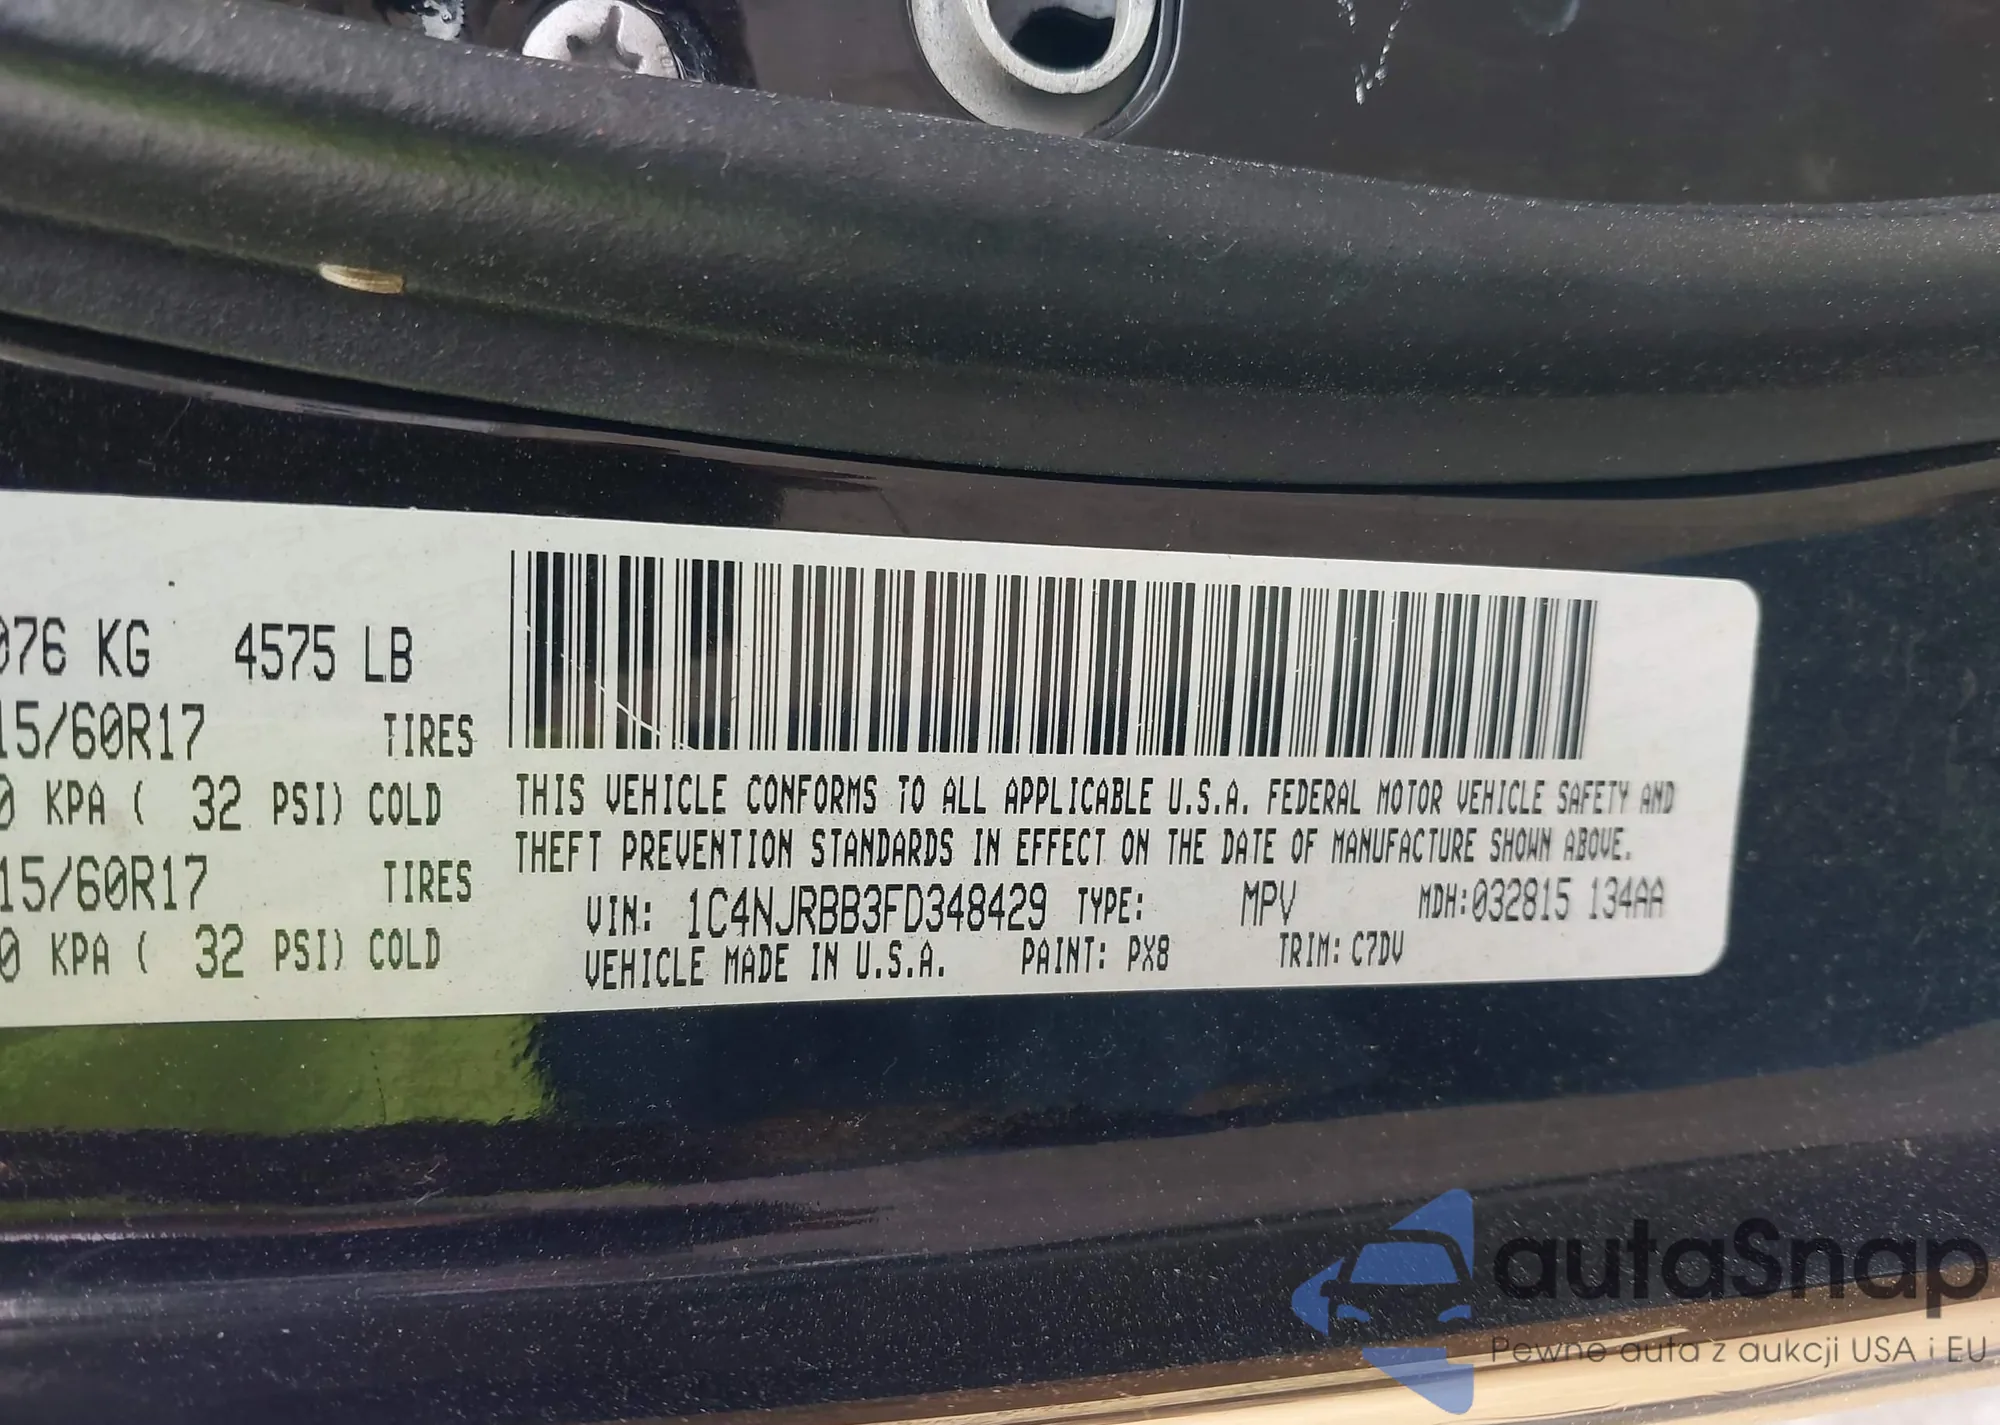 076 KG 4575 LB
15/60R17 TIRES
0 KPA ( 32 PSI) COLD
15/60R17 TIRES
0 KPA ( 32 PSI) COLD
THIS VEHICLE CONFORMS TO ALL APPLICABLE U.S.A. FEDERAL MOTOR VEHICLE SAFETY AND
THEFT PREVENTION STANDARDS IN EFFECT ON THE DATE OF MANUFACTURE SHOWN ABOVE.
VIN: 1C4NJRBB3FD348429 TYPE: MPV MDH:032815 134AA
VEHICLE MADE IN U.S.A. PAINT: PX8 TRIM: C7DV
autaSnap
Pewne auta z aukcji USA i EU